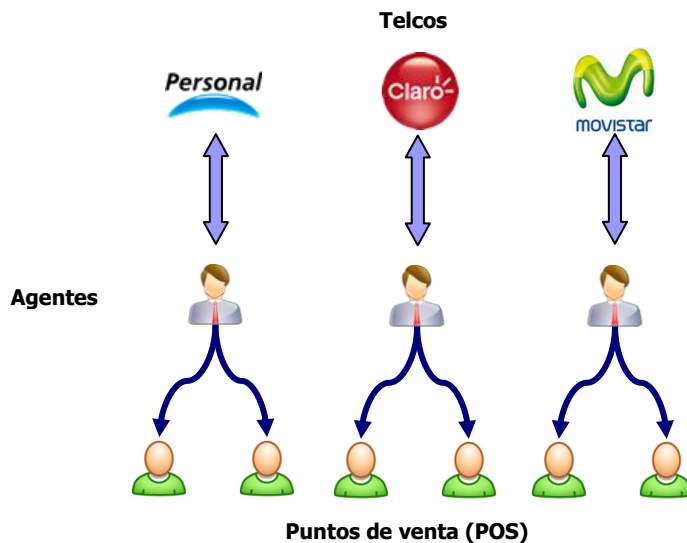 Telcos
Personal
Claro
movistar
Agentes
Puntos de venta (POS)